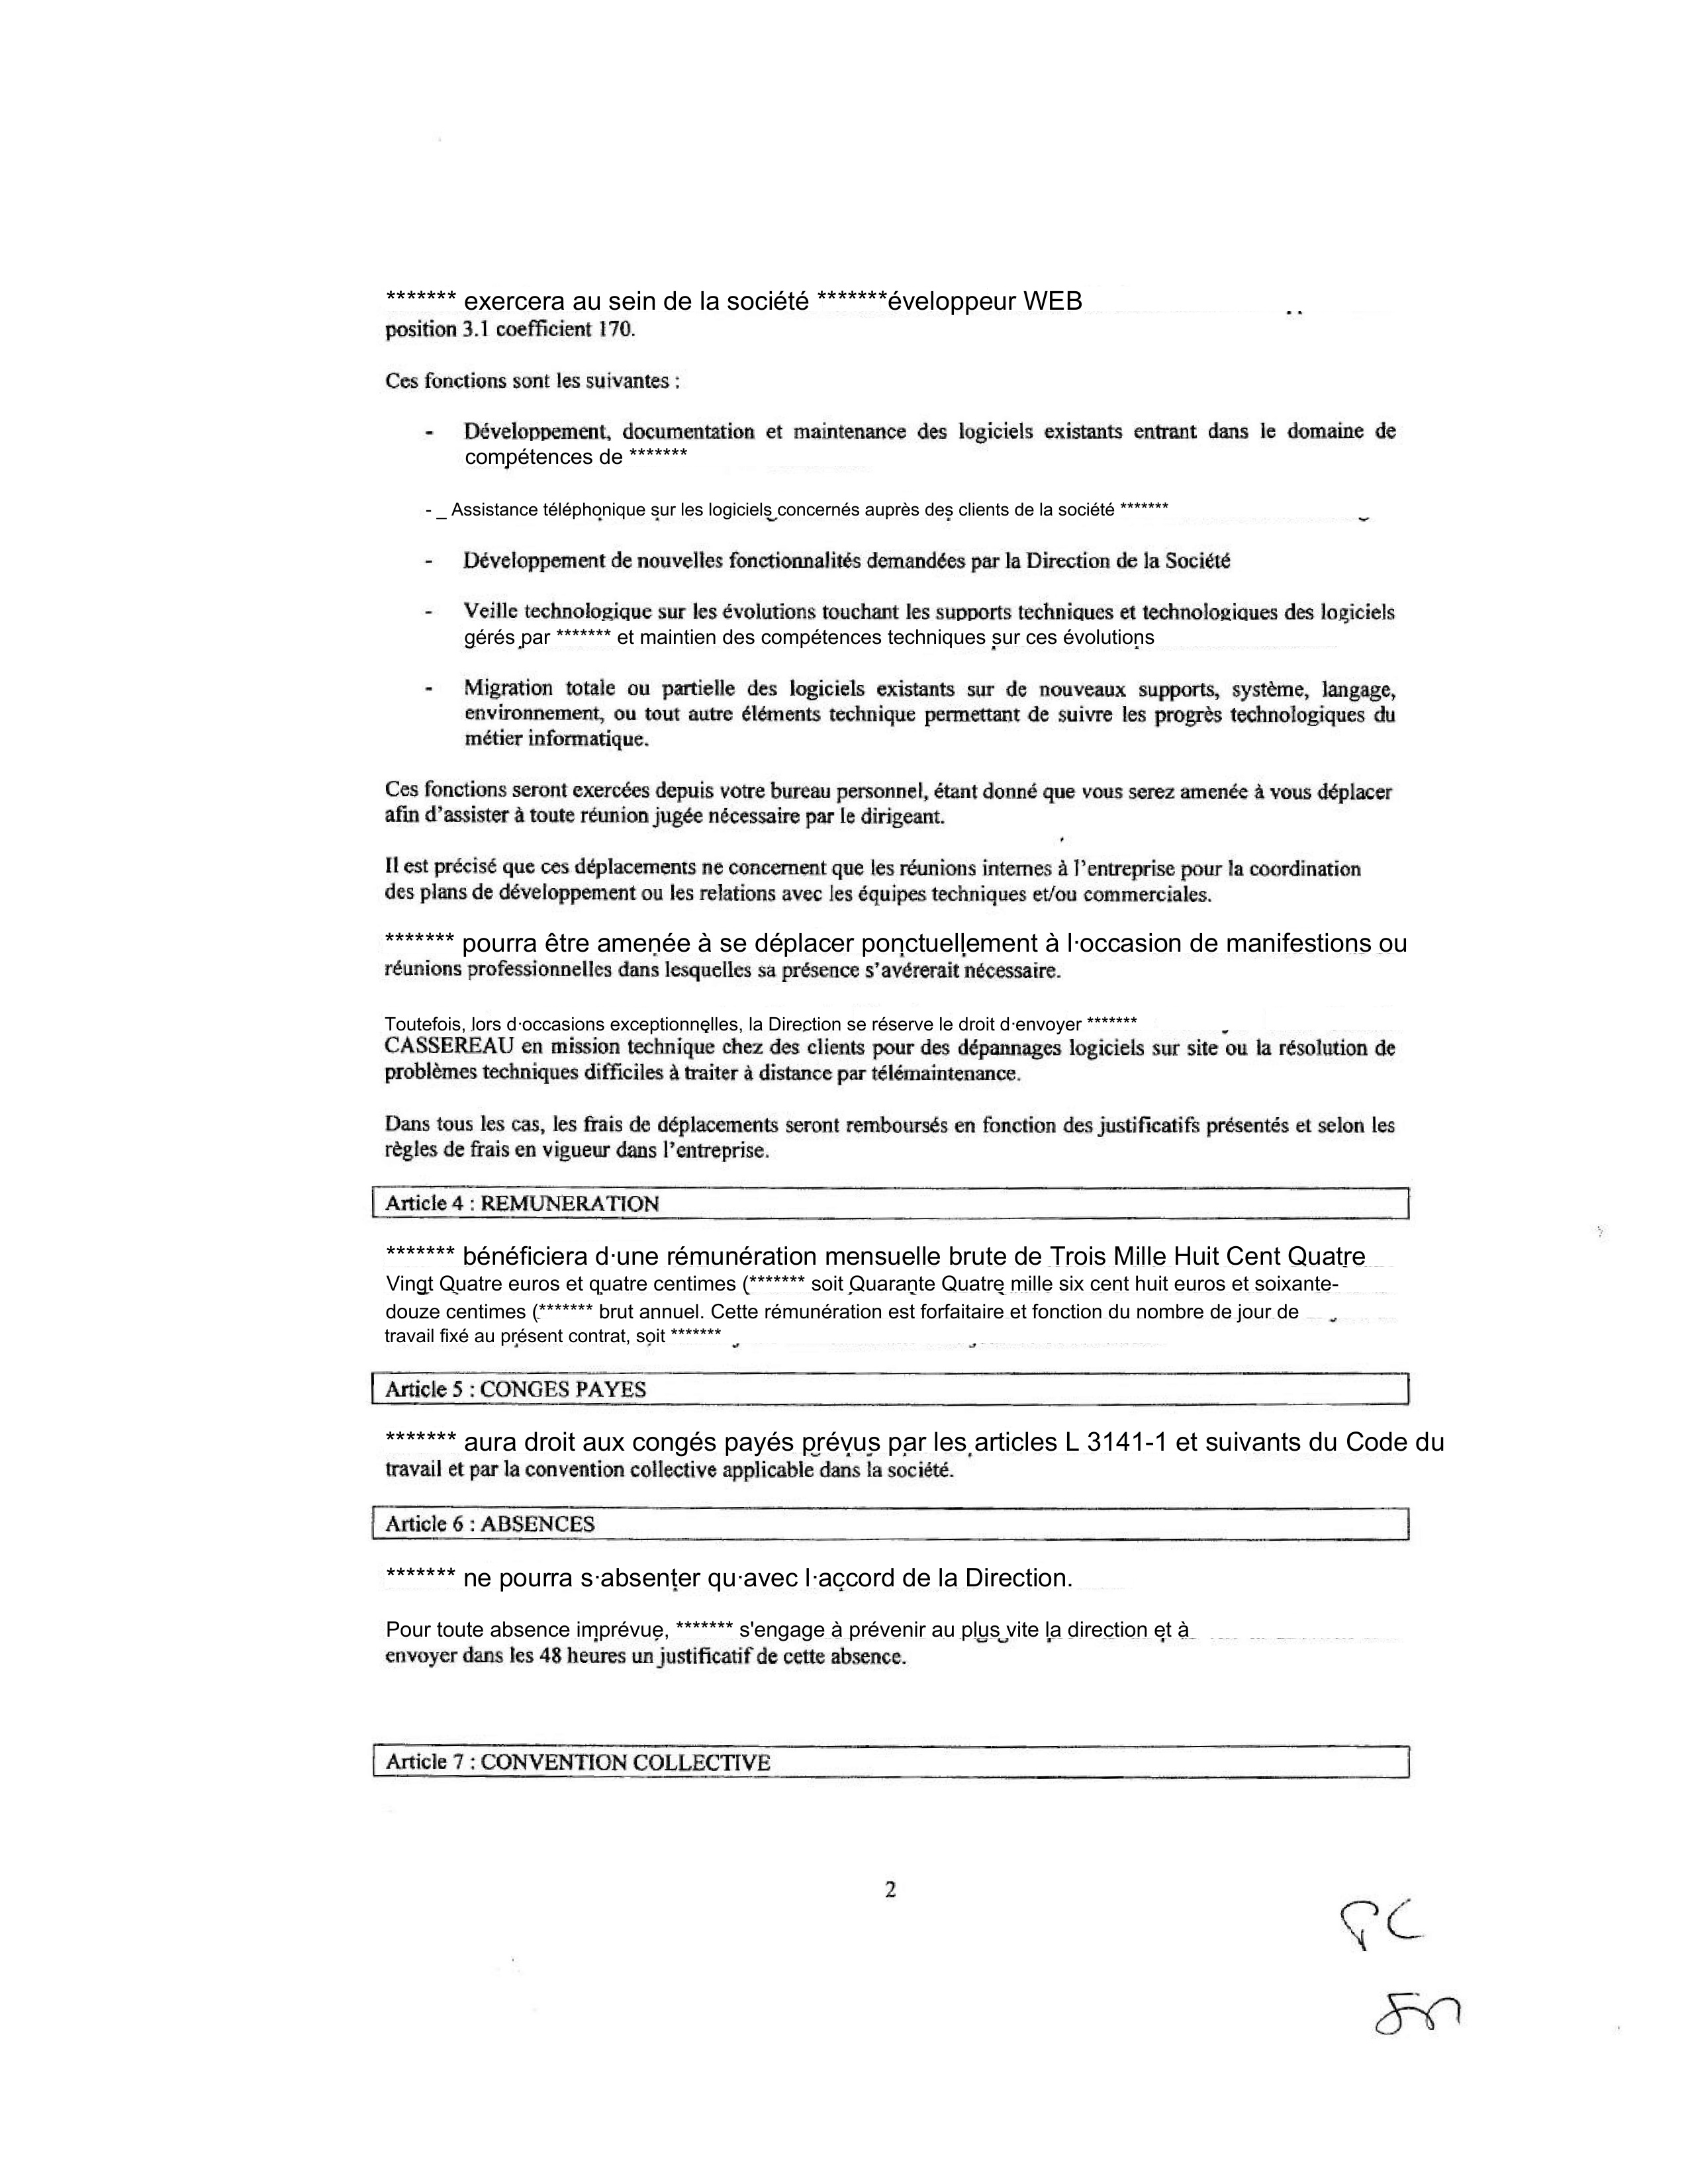 ******* exercera au sein de la société *******éveloppeur WEB
position 3.1 coefficient 170.
Ces fonctions sont les suivantes :
- Développement, documentation et maintenance des logiciels existants entrant dans le domaine de
compétences de *******
- _ Assistance téléphonique sur les logiciels concernés auprès des clients de la société *******
- Développement de nouvelles fonctionnalités demandées par la Direction de la Société
- Veille technologique sur les évolutions touchant les supports techniques et technologiques des logiciels
gérés par ******* et maintien des compétences techniques sur ces évolutions
- Migration totale ou partielle des logiciels existants sur de nouveaux supports, système, langage,
environnement, ou tout autre éléments technique permettant de suivre les progrès technologiques du
métier informatique.
Ces fonctions seront exercées depuis votre bureau personnel, étant donné que vous serez amenée à vous déplacer
afin d'assister à toute réunion jugée nécessaire par le dirigeant.
Il est précisé que ces déplacements ne concernent que les réunions internes à l'entreprise pour la coordination
des plans de développement ou les relations avec les équipes techniques et/ou commerciales.
******* pourra être amenée à se déplacer ponctuellement à l·occasion de manifestions ou
réunions professionnelles dans lesquelles sa présence s'avérerait nécessaire.
Toutefois, lors d·occasions exceptionnelles, la Direction se réserve le droit d·envoyer *******
CASSEREAU en mission technique chez des clients pour des dépannages logiciels sur site ou la résolution de
problèmes techniques difficiles à traiter à distance par télémaintenance.
Dans tous les cas, les frais de déplacements seront remboursés en fonction des justificatifs présentés et selon les
règles de frais en vigueur dans l'entreprise.
Article 4 : REMUNERATION
******* bénéficiera d·une rémunération mensuelle brute de Trois Mille Huit Cent Quatre
Vingt Quatre euros et quatre centimes (******* soit Quarante Quatre mille six cent huit euros et soixante-
douze centimes (******* brut annuel. Cette rémunération est forfaitaire et fonction du nombre de jour de
travail fixé au présent contrat, soit *******
Article 5 : CONGES PAYES
******* aura droit aux congés payés prévus par les articles L 3141-1 et suivants du Code du
travail et par la convention collective applicable dans la société.
Article 6 : ABSENCES
******* ne pourra s·absenter qu·avec l·accord de la Direction.
Pour toute absence imprévue, ******* s'engage à prévenir au plus vite la direction et à
envoyer dans les 48 heures un justificatif de cette absence.
Article 7 : CONVENTION COLLECTIVE
2
PC